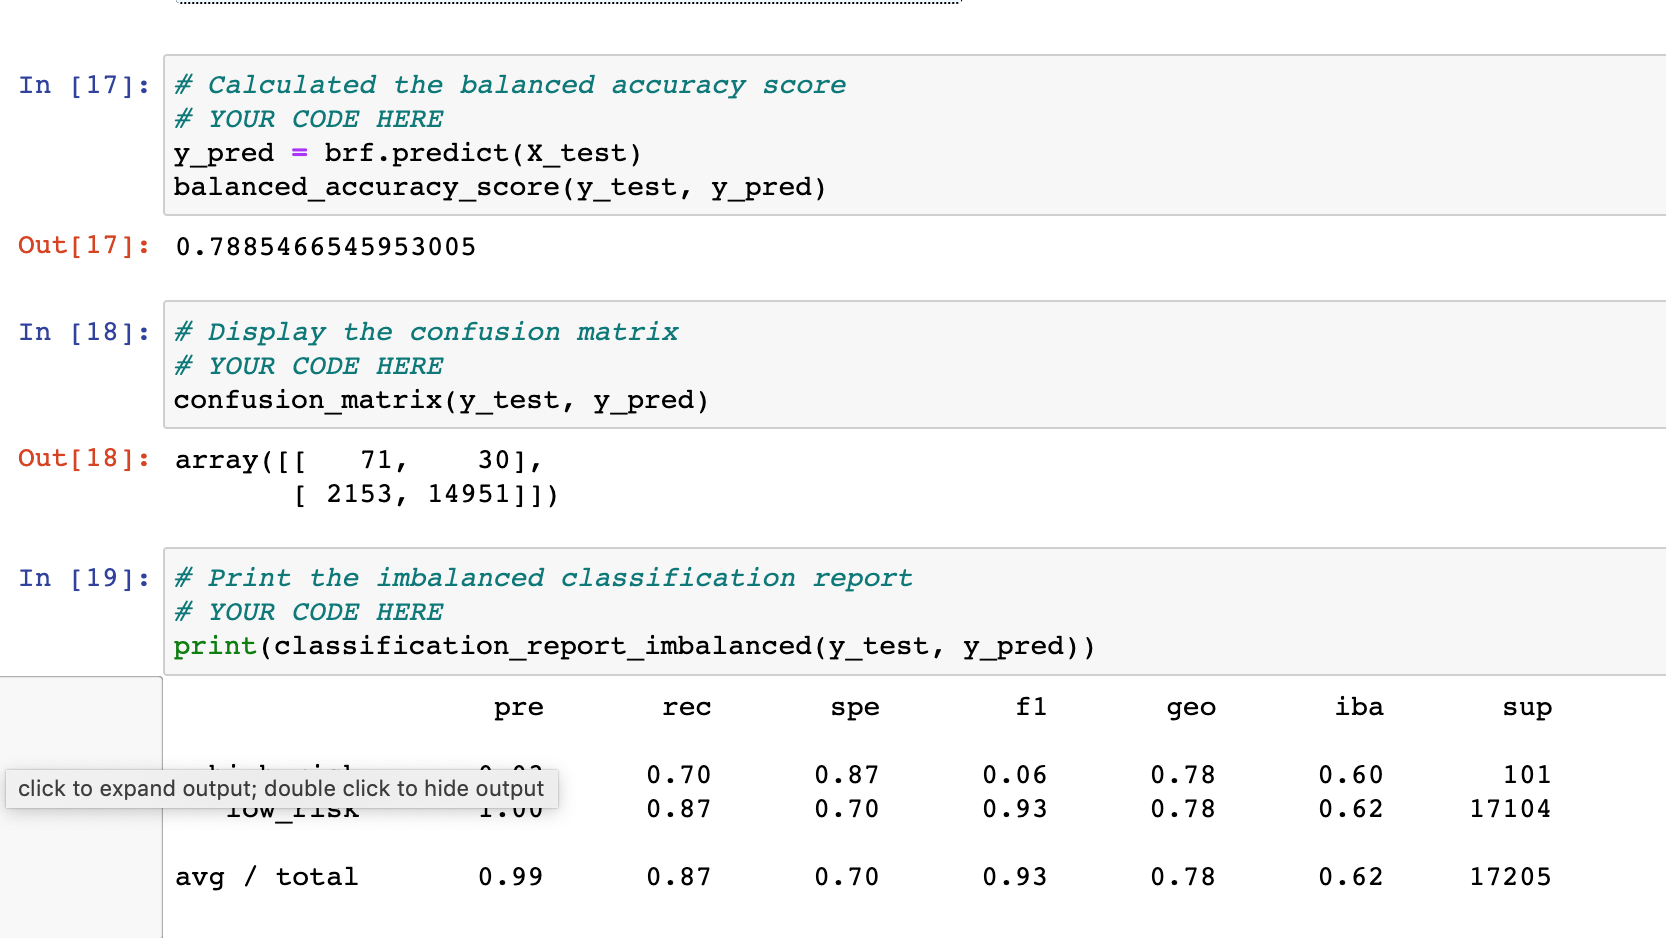 In [17]: # Calculated the balanced accuracy score
# YOUR CODE HERE
y_pred = brf.predict(X_test)
balanced_accuracy_score(y_test, y_pred)
Out[17]: 0.7885466545953005
In [18]: # Display the confusion matrix
# YOUR CODE HERE
confusion_matrix(y_test, y_pred)
Out[18]: array([[   71,    30],
       [ 2153, 14951]])
In [19]: # Print the imbalanced classification report
# YOUR CODE HERE
print(classification_report_imbalanced(y_test, y_pred))
pre rec spe f1 geo iba sup
0.70 0.87 0.06 0.78 0.60 101
click to expand output; double click to hide output
low_risk 1.00 0.87 0.70 0.93 0.78 0.62 17104
avg / total 0.99 0.87 0.70 0.93 0.78 0.62 17205